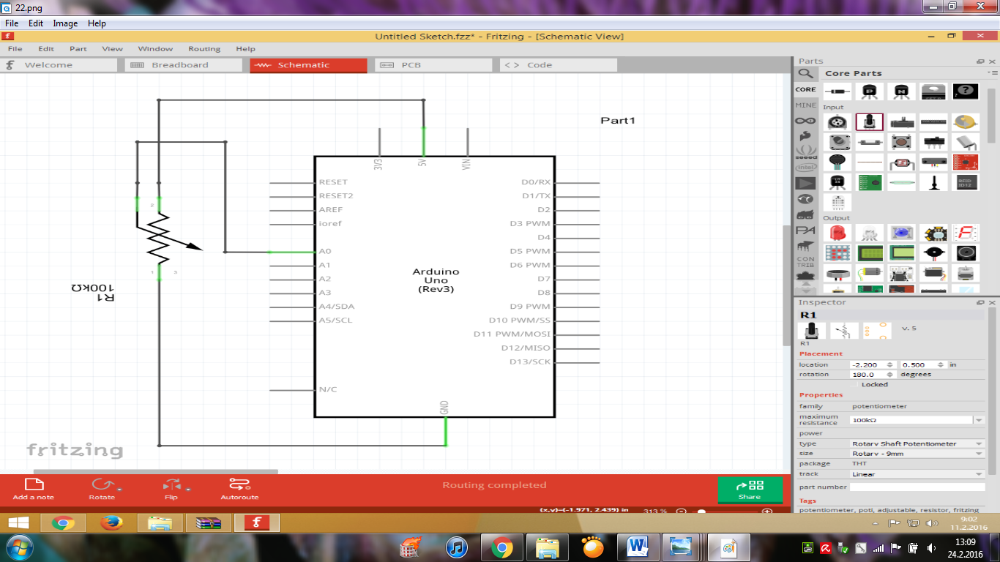 22.png
File Edit Image Help
Untitled Sketch.fzz* - Fritzing - [Schematic View]
File Edit Part View Window Routing Help
Welcome Breadboard Schematic PCB <> Code
Parts
Core Parts
CORE
MINE
Input
seeed
intel
RFID
ID12
Output
PA
CON
TRIB
Part1
3V3 5V VIN
RESET D0/RX
RESET2 D1/TX
AREF D2
ioref D3 PWM
D4
A0 D5 PWM
A1 D6 PWM
A2 D7
A3 D8
A4/SDA D9 PWM
A5/SCL D10 PWM/SS
D11 PWM/MOSI
D12/MISO
D13/SCK
N/C
GND
Arduino
Uno
(Rev3)
2
1 3
R1
100kΩ
fritzing
Inspector
R1
v. 5
R1
Placement
location -2.200 0.500 in
rotation 180.0 degrees
Locked
Properties
family potentiometer
maximum resistance 100kΩ
power
type Rotary Shaft Potentiometer
size Rotary - 9mm
package THT
track Linear
part number
Tags
potentiometer, poti, adjustable, resistor, fritzing
Add a note Rotate Flip Autoroute
Routing completed
Share
(x,y)=(-1.971, 2.439) in 313 %
9:02
11.2.2016
13:09
24.2.2016